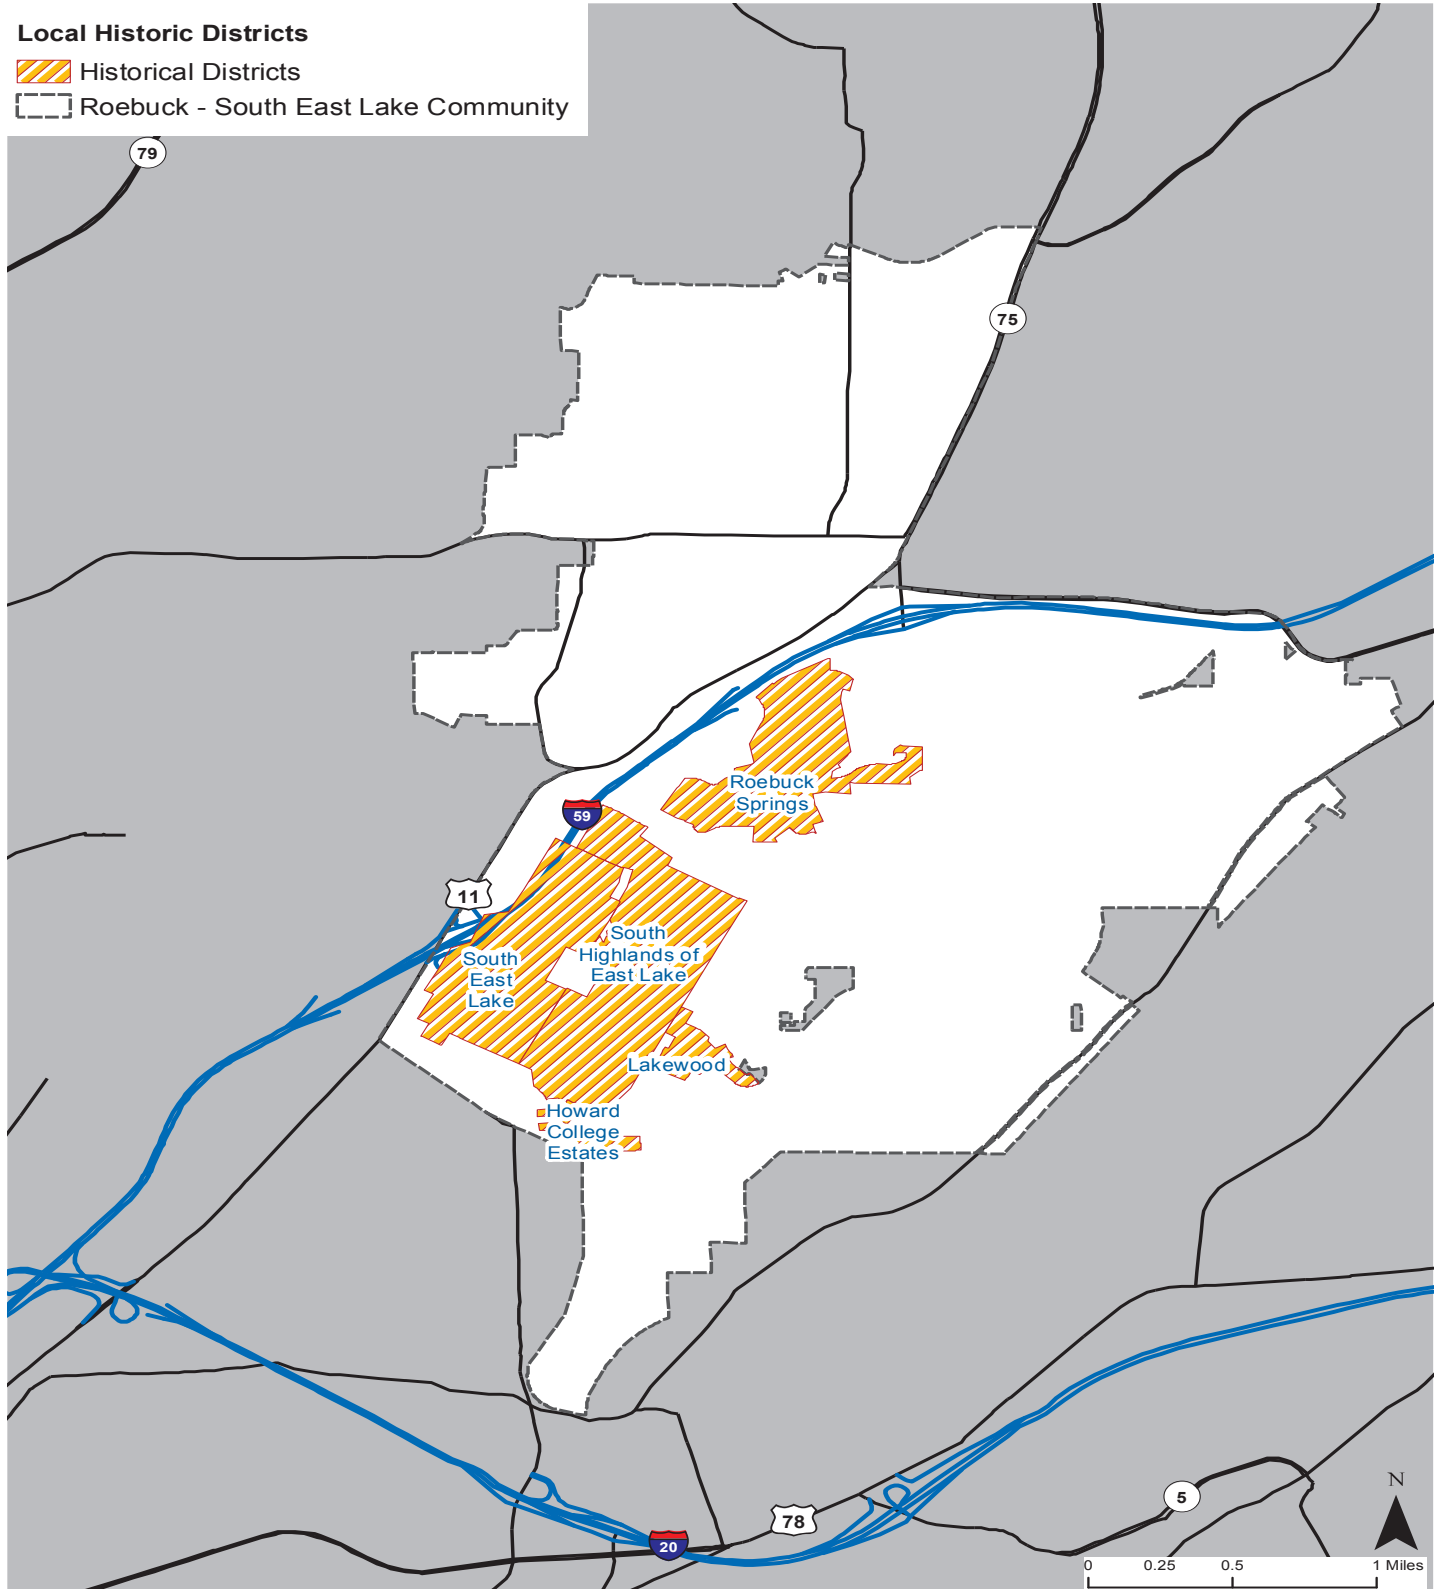 Local Historic Districts
Historical Districts
Roebuck - South East Lake Community
79
75
Roebuck
Springs
59
11
South
Highlands of
East Lake
South
East
Lake
Lakewood
Howard
College
Estates
N
5
78
20
0 0.25 0.5 1 Miles